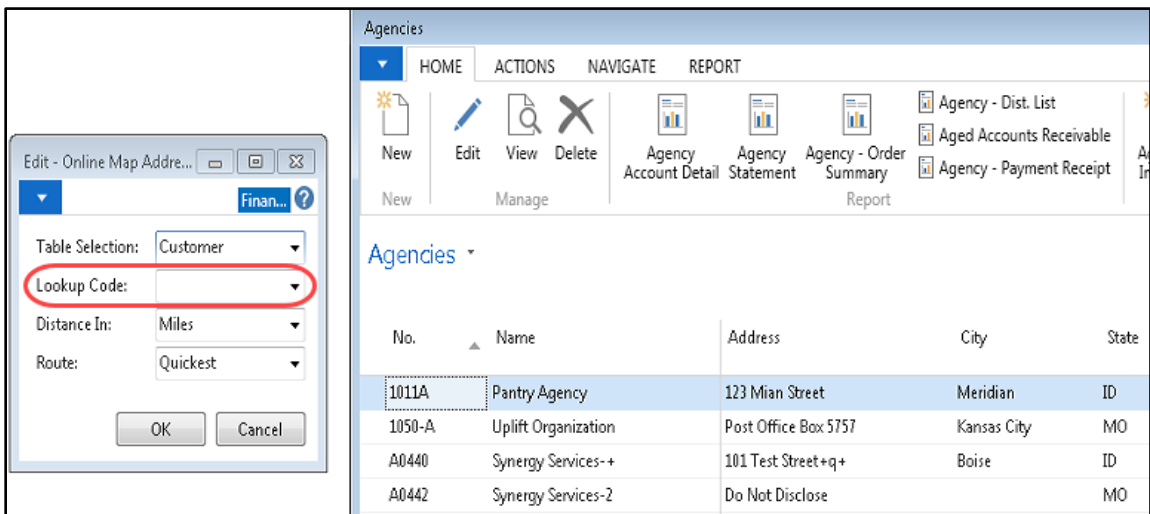 Edit - Online Map Addre...
Finan...
Table Selection: Customer
Lookup Code:
Distance In: Miles
Route: Quickest
OK Cancel
Agencies
HOME ACTIONS NAVIGATE REPORT
New
Edit View Delete
Agency Account Detail
Agency Statement
Agency - Order Summary
Agency - Dist. List
Aged Accounts Receivable
Agency - Payment Receipt
New Manage Report
Agencies
No. Name Address City State
1011A Pantry Agency 123 Mian Street Meridian ID
1050-A Uplift Organization Post Office Box 5757 Kansas City MO
A0440 Synergy Services-+ 101 Test Street+q+ Boise ID
A0442 Synergy Services-2 Do Not Disclose MO